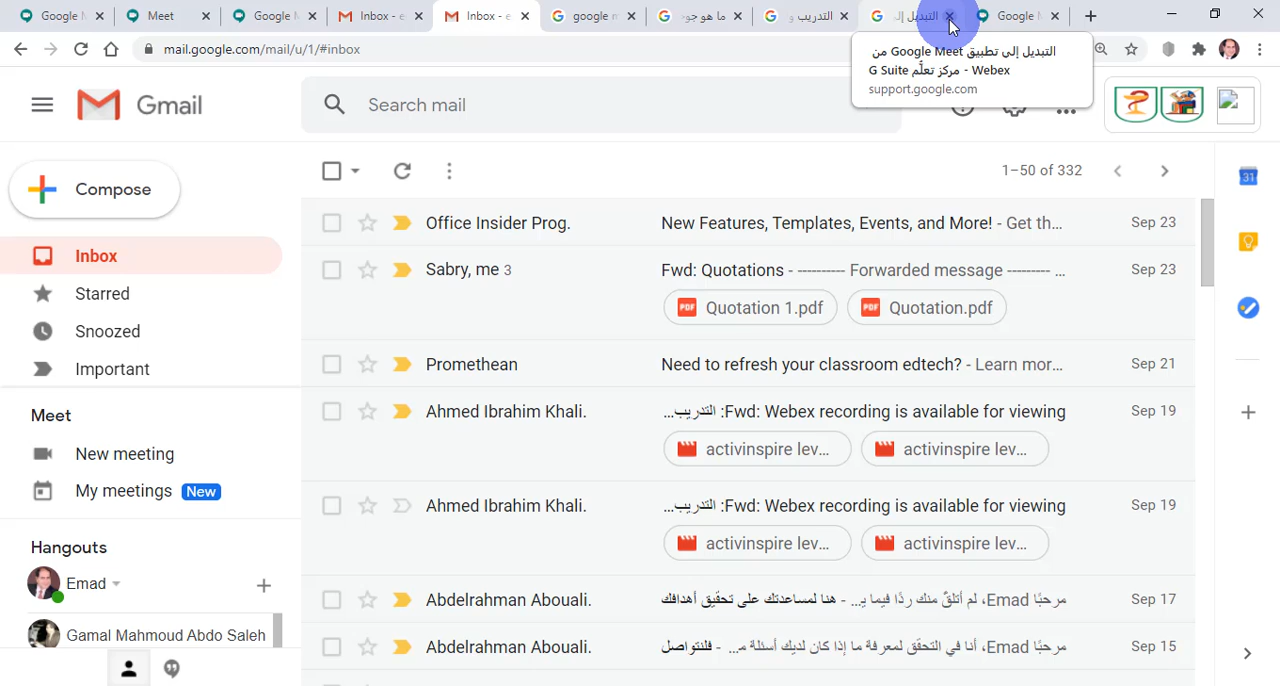 Google M
Meet
Google M
Inbox - e
Inbox - e
google m
ما هو جو
التدريب و
التبديل إلى
Google M
mail.google.com/mail/u/1/#inbox
التبديل إلى تطبيق Google Meet من
Webex - مركز تعلُّم G Suite
support.google.com
Gmail
Search mail
Compose
1–50 of 332
31
Inbox
Starred
Snoozed
Important
Meet
New meeting
My meetings New
Hangouts
Emad
Gamal Mahmoud Abdo Saleh
Office Insider Prog. New Features, Templates, Events, and More! - Get th... Sep 23
Sabry, me 3 Fwd: Quotations - ---------- Forwarded message --------- ... Sep 23
PDF Quotation 1.pdf PDF Quotation.pdf
Promethean Need to refresh your classroom edtech? - Learn mor... Sep 21
Ahmed Ibrahim Khali. Fwd: Webex recording is available for viewing: التدريب... Sep 19
activinspire lev... activinspire lev...
Ahmed Ibrahim Khali. Fwd: Webex recording is available for viewing: التدريب... Sep 19
activinspire lev... activinspire lev...
Abdelrahman Abouali. هنا لمساعدتك على تحقيق أهدافك - مرحبًا Emad، لم أتلقَّ منك ردًا فيما ي... Sep 17
Abdelrahman Abouali. فلنتواصل - مرحبًا Emad، أنا في التحقّق لمعرفة ما إذا كان لديك أسئلة م... Sep 15